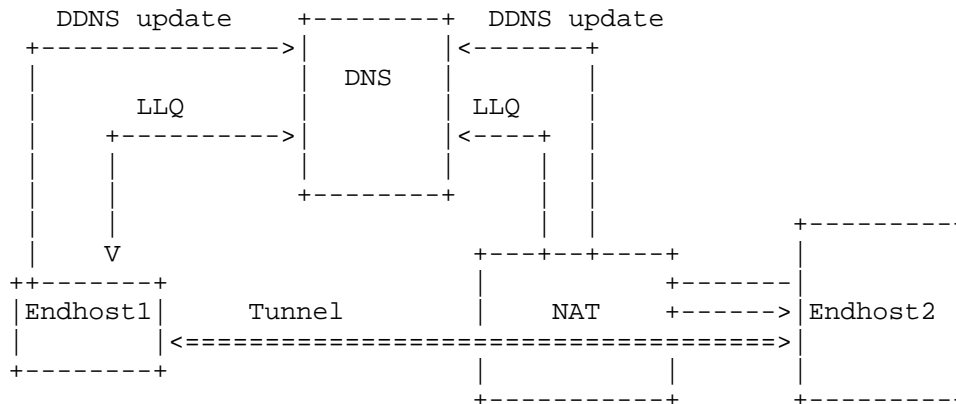 DDNS update DDNS update
DNS
LLQ LLQ
V
Endhost1 Tunnel NAT Endhost2